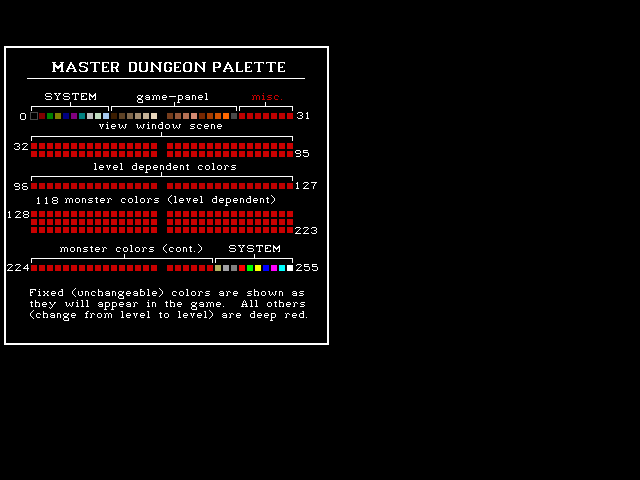 MASTER DUNGEON PALETTE
SYSTEM game-panel misc.
0 31
view window scene
32
95
level dependent colors
96 127
118 monster colors (level dependent)
128
223
monster colors (cont.) SYSTEM
224 255
Fixed (unchangeable) colors are shown as
they will appear in the game. All others
(change from level to level) are deep red.